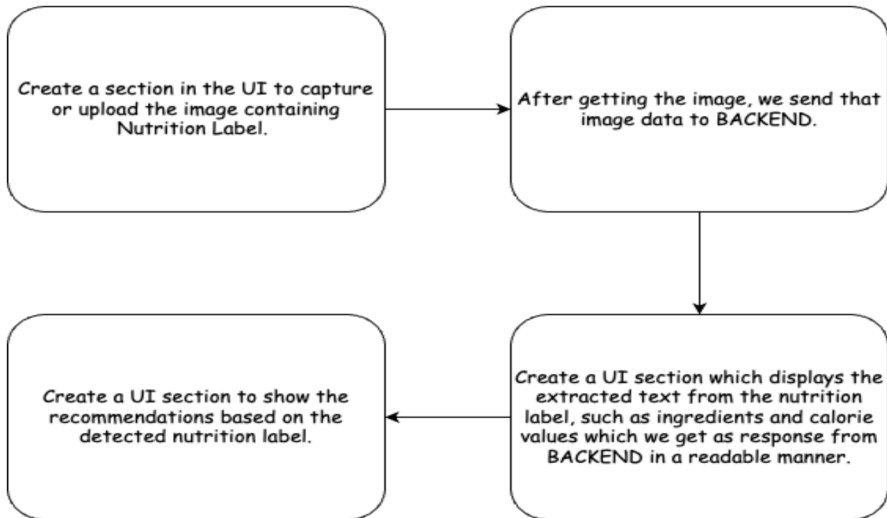 Create a section in the UI to capture
or upload the image containing
Nutrition Label.
After getting the image, we send that
image data to BACKEND.
Create a UI section which displays the
extracted text from the nutrition
label, such as ingredients and calorie
values which we get as response from
BACKEND in a readable manner.
Create a UI section to show the
recommendations based on the
detected nutrition label.